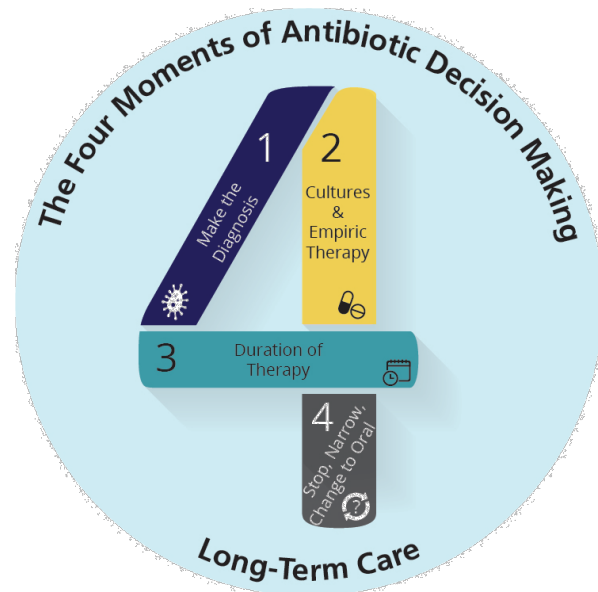 The Four Moments of Antibiotic Decision Making
1
Make the
Diagnosis
2
Cultures
&
Empiric
Therapy
3
Duration of
Therapy
4
Stop, Narrow,
Change to Oral
?
Long-Term Care